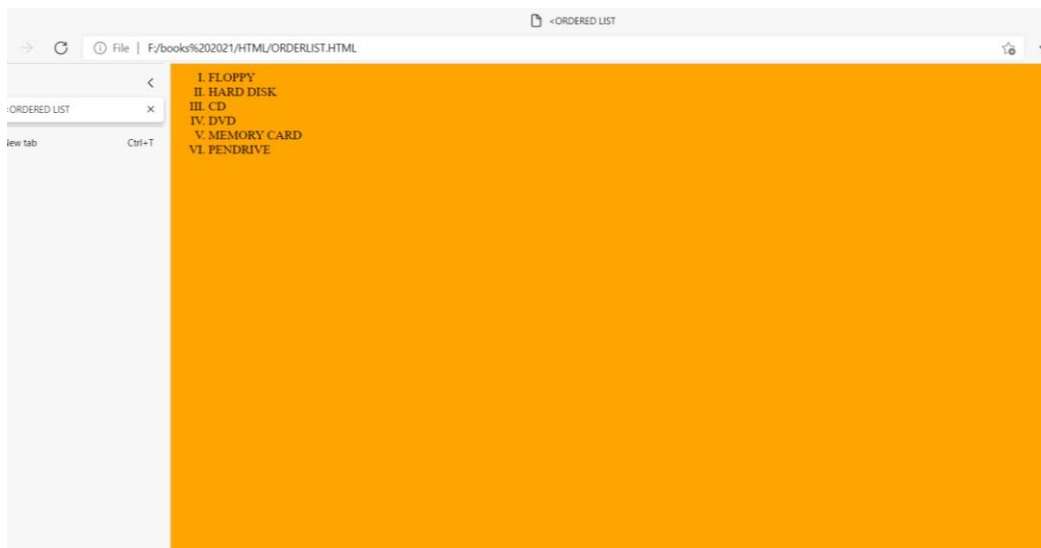 <ORDERED LIST
File | F:/books%202021/HTML/ORDERLIST.HTML
ORDERED LIST
New tab Ctrl+T
I. FLOPPY
II. HARD DISK
III. CD
IV. DVD
V. MEMORY CARD
VI. PENDRIVE